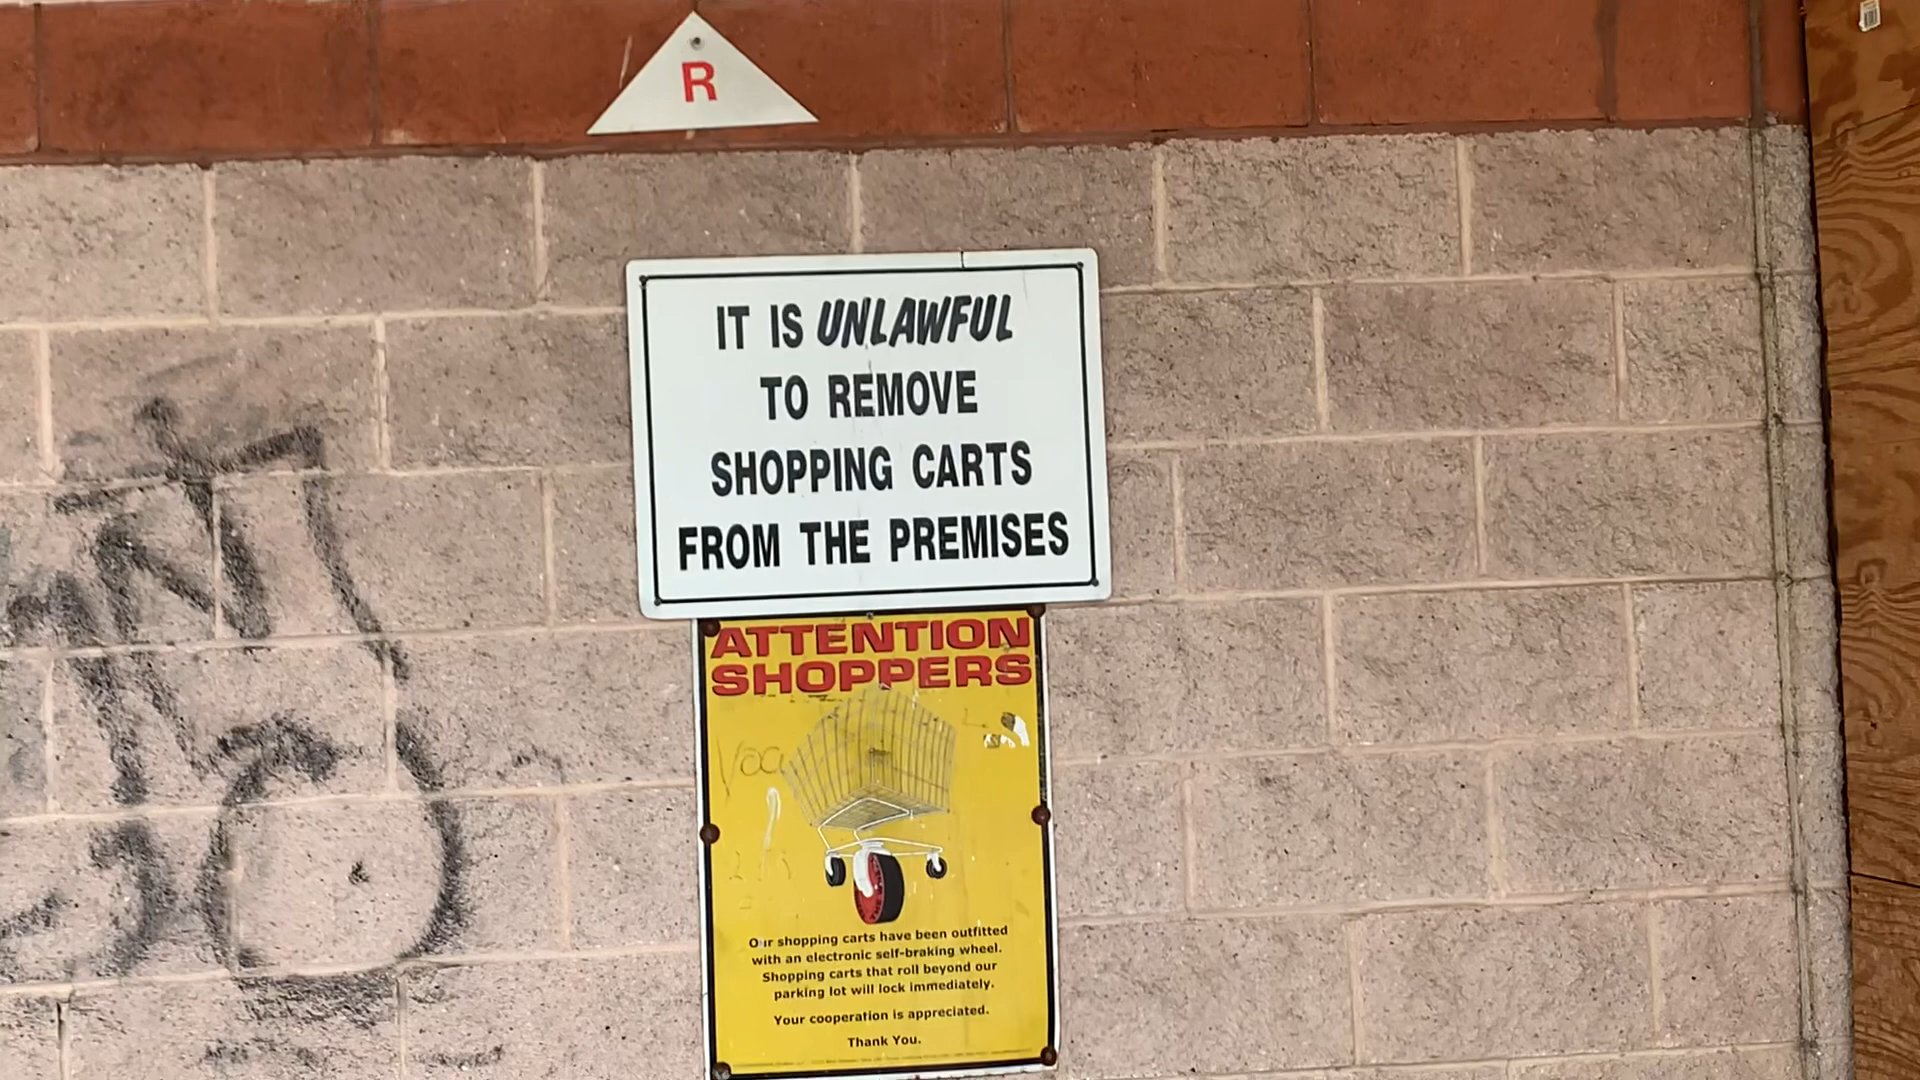 R
IT IS UNLAWFUL
TO REMOVE
SHOPPING CARTS
FROM THE PREMISES
ATTENTION
SHOPPERS
Our shopping carts have been outfitted
with an electronic self-braking wheel.
Shopping carts that roll beyond our
parking lot will lock immediately.
Your cooperation is appreciated.
Thank You.